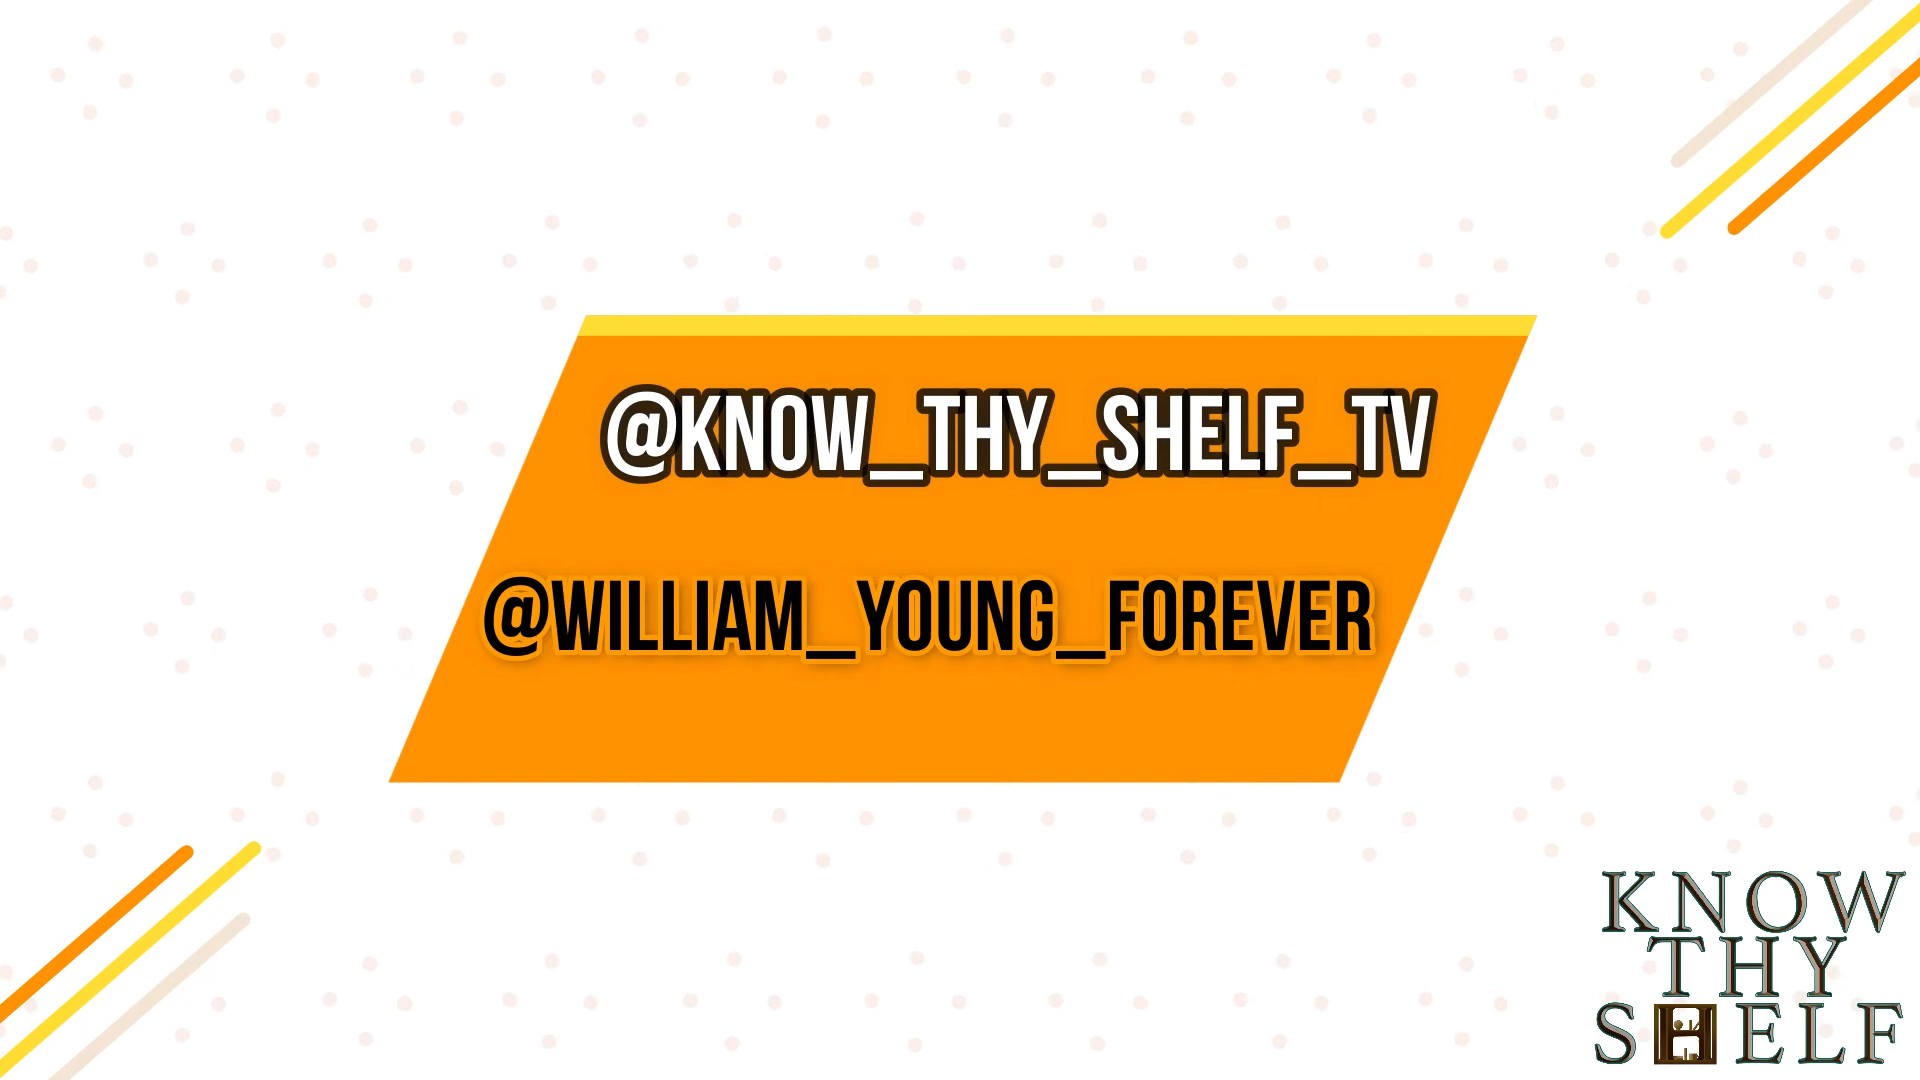 @KNOW_THY_SHELF_TV
@WILLIAM_YOUNG_FOREVER
KNOW
THY
SHELF